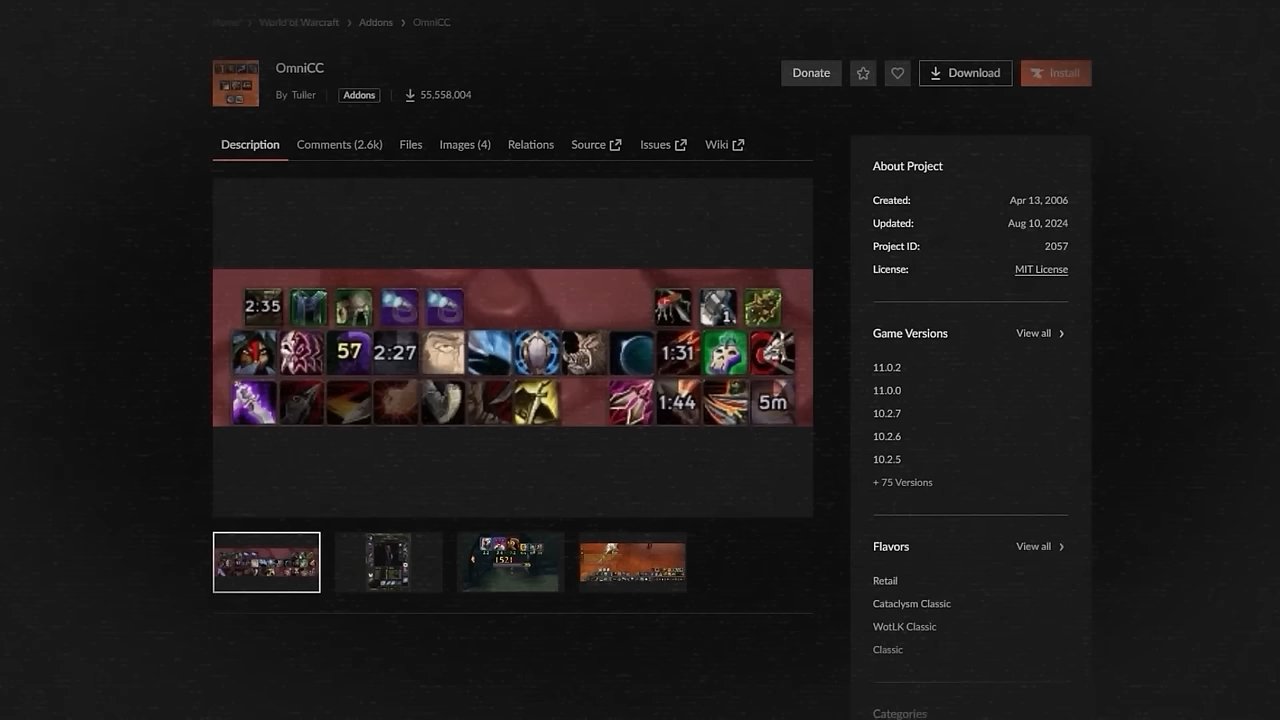 Home > World of Warcraft > Addons > OmniCC
OmniCC
By Tuller Addons 55,558,004
Donate Download Install
Description Comments (2.6k) Files Images (4) Relations Source Issues Wiki
2:35 1
57 2:27 1:31
1:44 5m
1521
About Project
Created: Apr 13, 2006
Updated: Aug 10, 2024
Project ID: 2057
License: MIT License
Game Versions View all >
11.0.2
11.0.0
10.2.7
10.2.6
10.2.5
+ 75 Versions
Flavors View all >
Retail
Cataclysm Classic
WotLK Classic
Classic
Categories